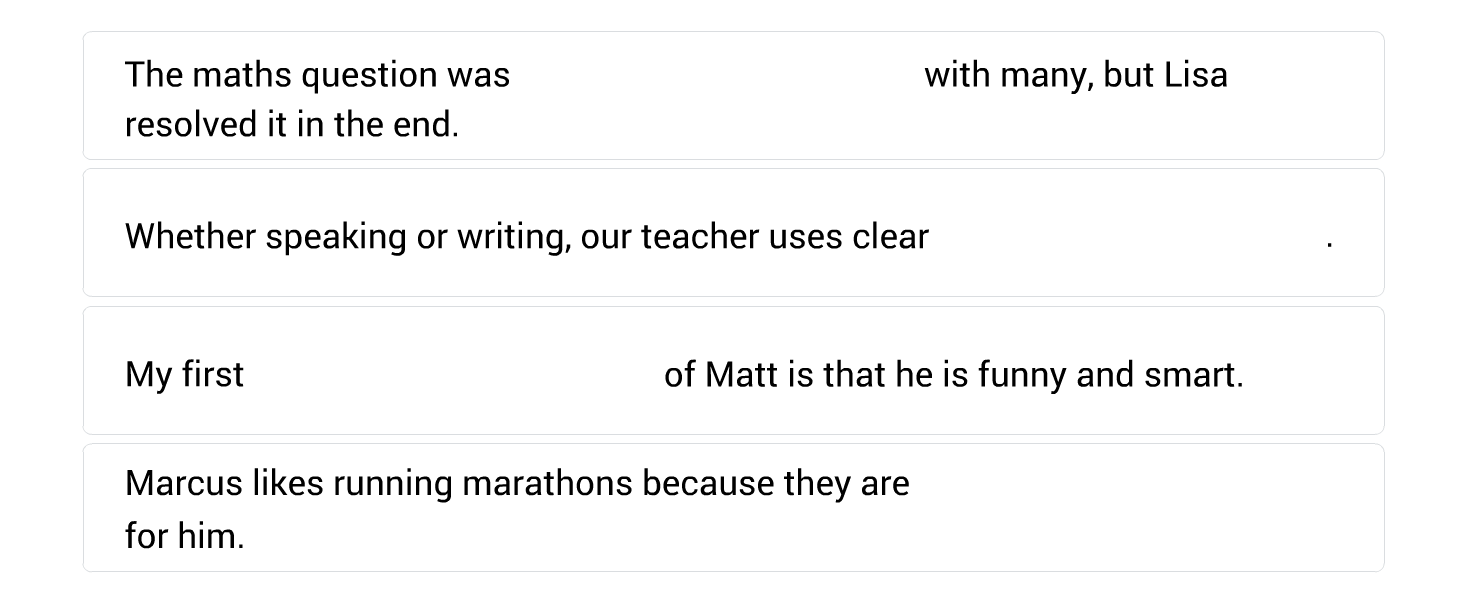 The maths question was with many, but Lisa
resolved it in the end.
Whether speaking or writing, our teacher uses clear .
My first of Matt is that he is funny and smart.
Marcus likes running marathons because they are
for him.